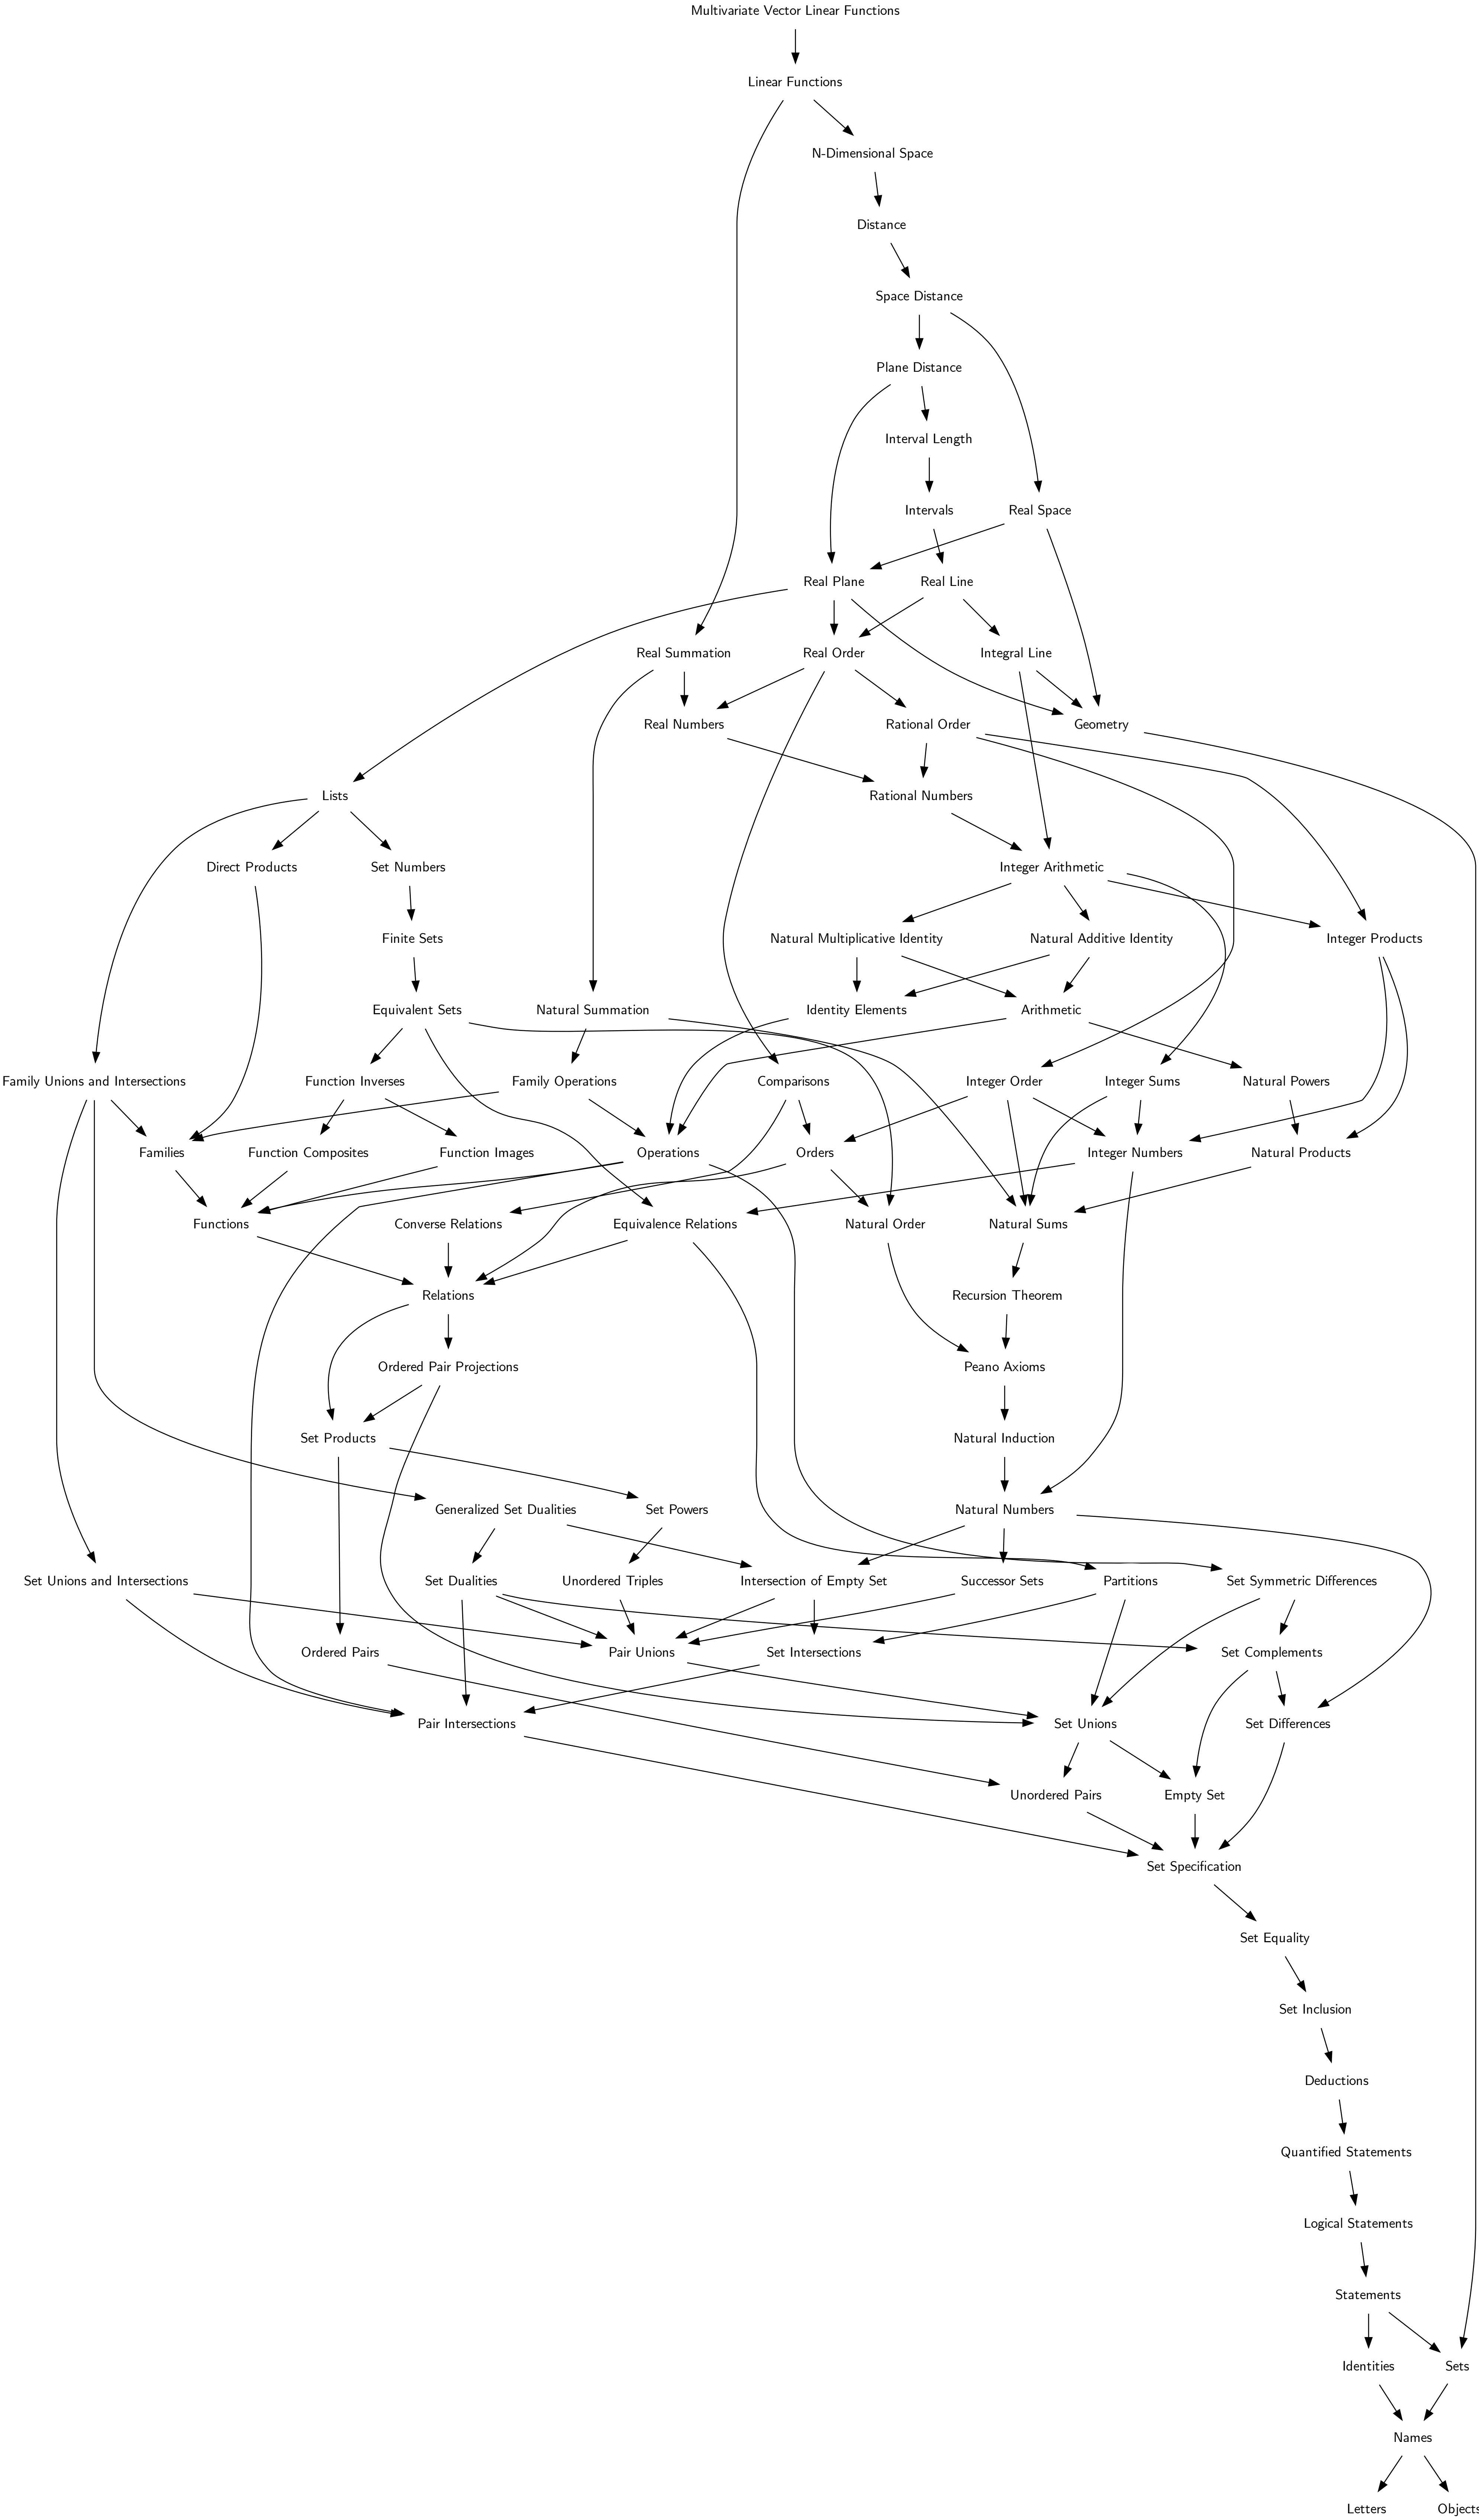 Multivariate Vector Linear Functions
Linear Functions
N-Dimensional Space
Distance
Space Distance
Plane Distance
Interval Length
Intervals
Real Space
Real Plane
Real Line
Real Summation
Real Order
Integral Line
Real Numbers
Rational Order
Geometry
Lists
Rational Numbers
Direct Products
Set Numbers
Integer Arithmetic
Finite Sets
Natural Multiplicative Identity
Natural Additive Identity
Integer Products
Equivalent Sets
Natural Summation
Identity Elements
Arithmetic
Family Unions and Intersections
Function Inverses
Family Operations
Comparisons
Integer Order
Integer Sums
Natural Powers
Families
Function Composites
Function Images
Operations
Orders
Integer Numbers
Natural Products
Functions
Converse Relations
Equivalence Relations
Natural Order
Natural Sums
Relations
Recursion Theorem
Ordered Pair Projections
Peano Axioms
Set Products
Natural Induction
Generalized Set Dualities
Set Powers
Natural Numbers
Set Unions and Intersections
Set Dualities
Unordered Triples
Intersection of Empty Set
Successor Sets
Partitions
Set Symmetric Differences
Ordered Pairs
Pair Unions
Set Intersections
Set Complements
Pair Intersections
Set Unions
Set Differences
Unordered Pairs
Empty Set
Set Specification
Set Equality
Set Inclusion
Deductions
Quantified Statements
Logical Statements
Statements
Identities
Sets
Names
Letters
Objects